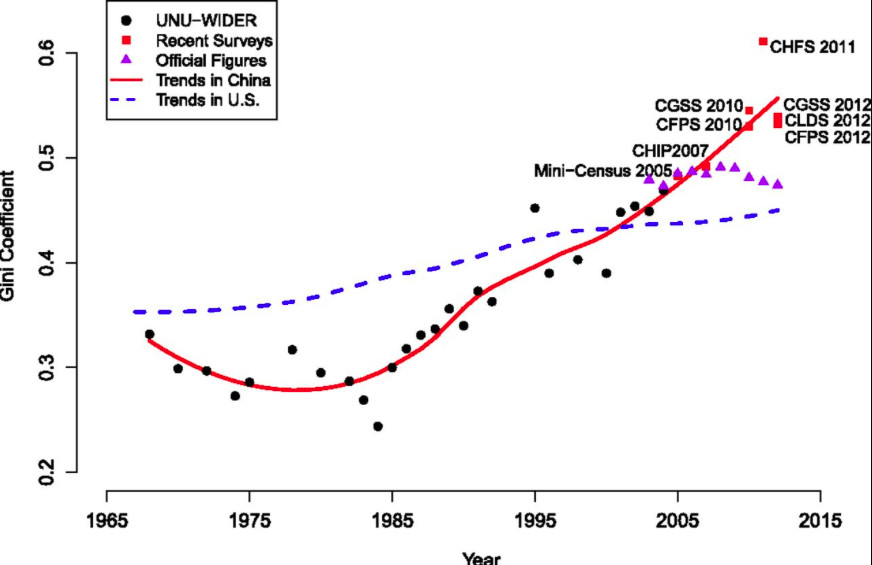 UNU-WIDER
Recent Surveys
Official Figures
Trends in China
Trends in U.S.
Gini Coefficient
0.6
0.5
0.4
0.3
0.2
CHFS 2011
CGSS 2010
CGSS 2012
CFPS 2010
CLDS 2012
CFPS 2012
CHIP2007
Mini-Census 2005
1965
1975
1985
1995
2005
2015
Year